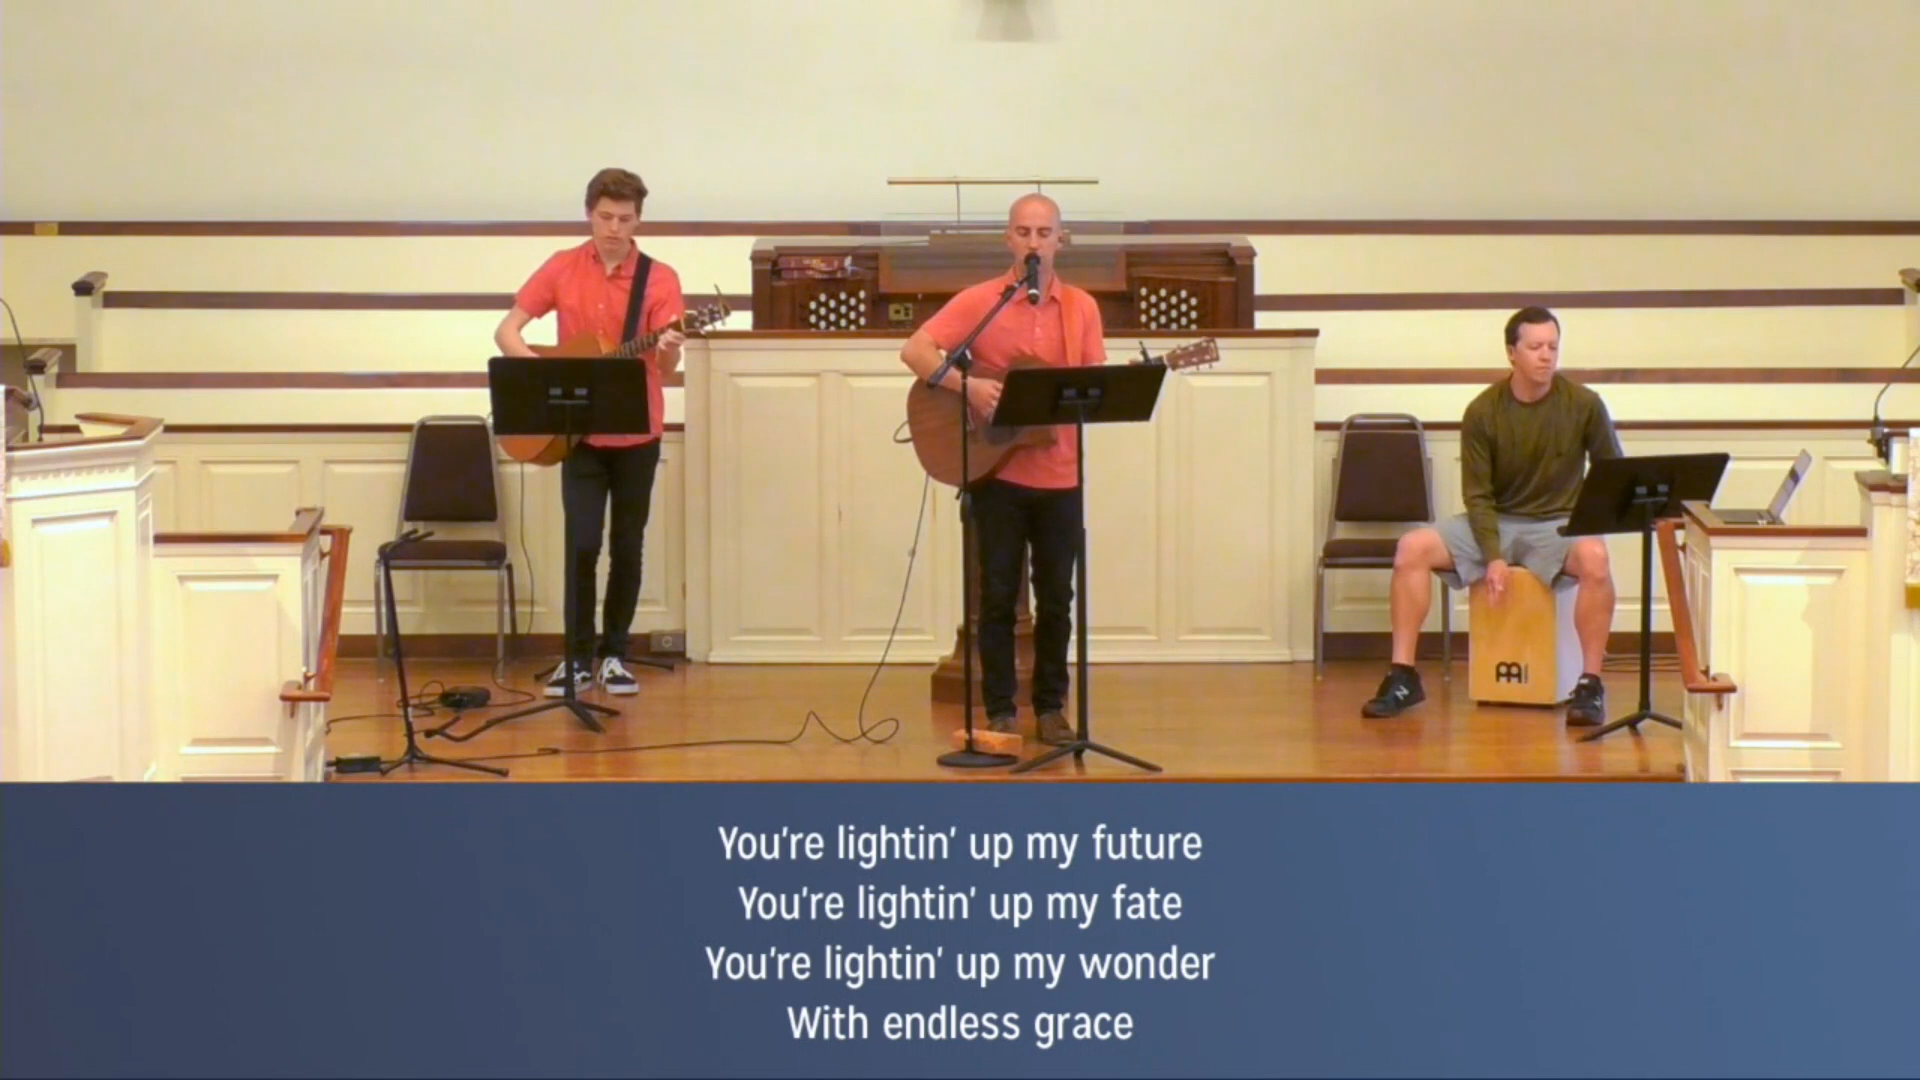 You're lightin' up my future
You're lightin' up my fate
You're lightin' up my wonder
With endless grace